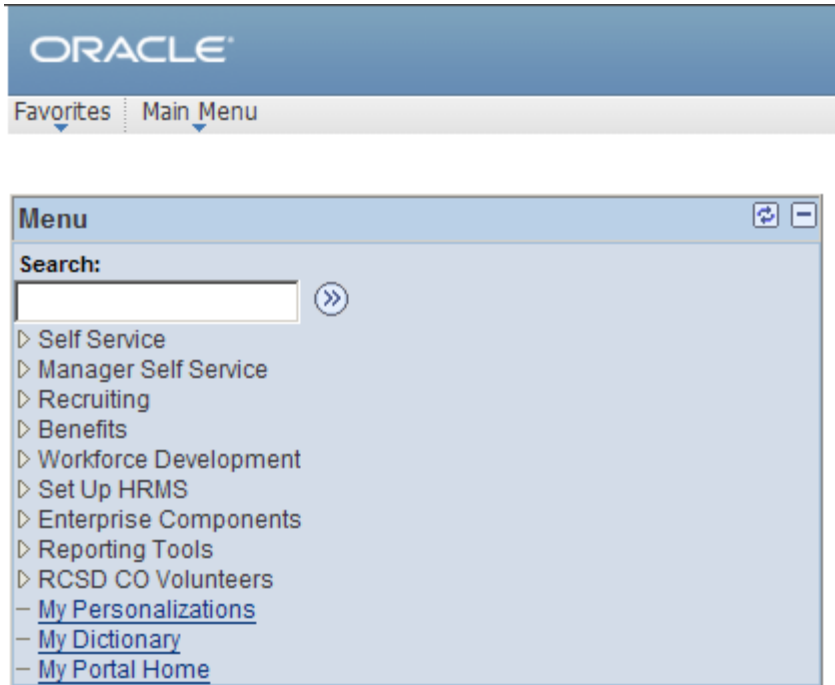 ORACLE
Favorites Main Menu
Menu
Search:
Self Service
Manager Self Service
Recruiting
Benefits
Workforce Development
Set Up HRMS
Enterprise Components
Reporting Tools
RCSD CO Volunteers
My Personalizations
My Dictionary
My Portal Home